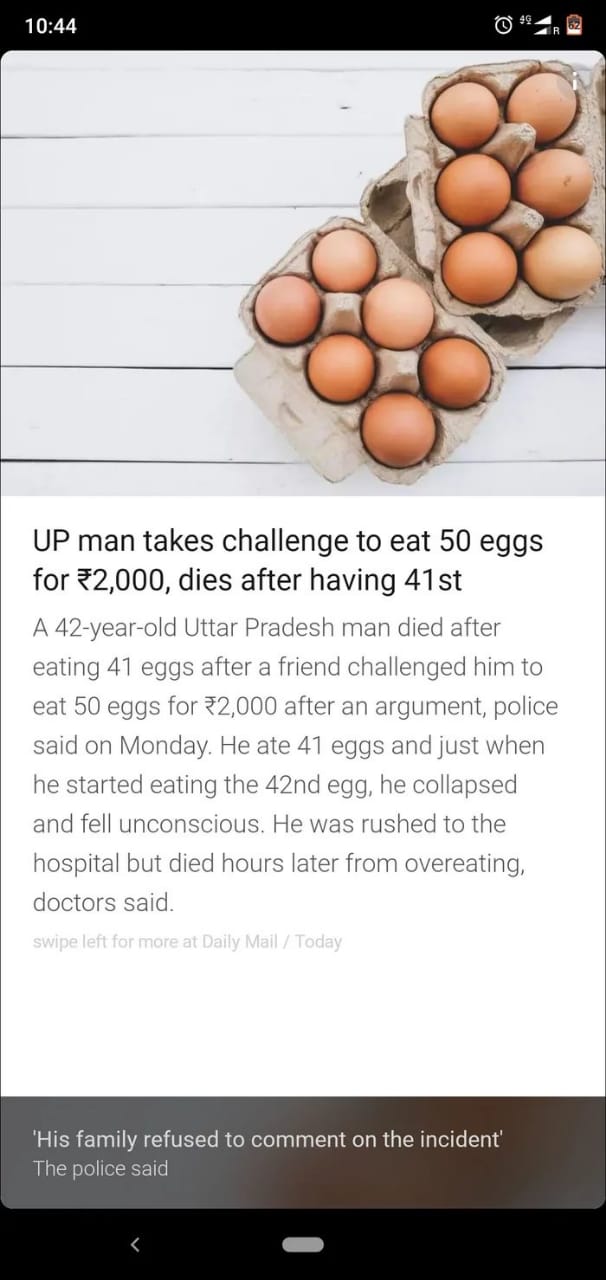 10:44
4G
R
62
UP man takes challenge to eat 50 eggs
for ₹2,000, dies after having 41st
A 42-year-old Uttar Pradesh man died after
eating 41 eggs after a friend challenged him to
eat 50 eggs for ₹2,000 after an argument, police
said on Monday. He ate 41 eggs and just when
he started eating the 42nd egg, he collapsed
and fell unconscious. He was rushed to the
hospital but died hours later from overeating,
doctors said.
swipe left for more at Daily Mail / Today
'His family refused to comment on the incident'
The police said